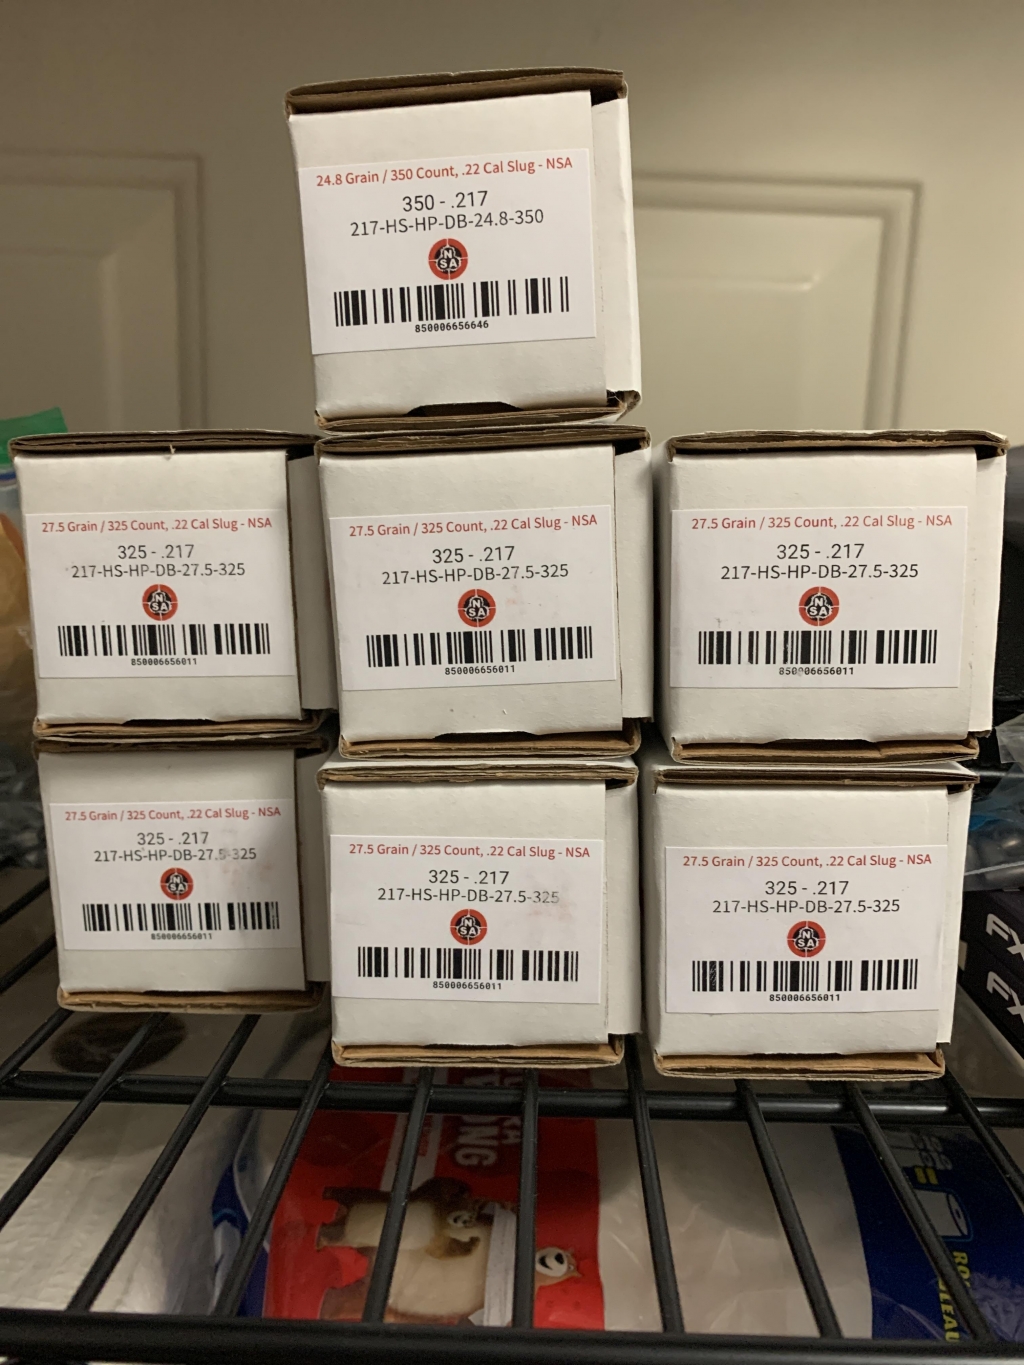 24.8 Grain / 350 Count, .22 Cal Slug - NSA
350 - .217
217-HS-HP-DB-24.8-350
NSA
850006656646
27.5 Grain / 325 Count, .22 Cal Slug - NSA
325 - .217
217-HS-HP-DB-27.5-325
NSA
850006656011
27.5 Grain / 325 Count, .22 Cal Slug - NSA
325 - .217
217-HS-HP-DB-27.5-325
NSA
850006656011
27.5 Grain / 325 Count, .22 Cal Slug - NSA
325 - .217
217-HS-HP-DB-27.5-325
NSA
850006656011
27.5 Grain / 325 Count, .22 Cal Slug - NSA
325 - .217
217-HS-HP-DB-27.5-325
NSA
850006656011
27.5 Grain / 325 Count, .22 Cal Slug - NSA
325 - .217
217-HS-HP-DB-27.5-325
NSA
850006656011
27.5 Grain / 325 Count, .22 Cal Slug - NSA
325 - .217
217-HS-HP-DB-27.5-325
NSA
850006656011
FX
FX